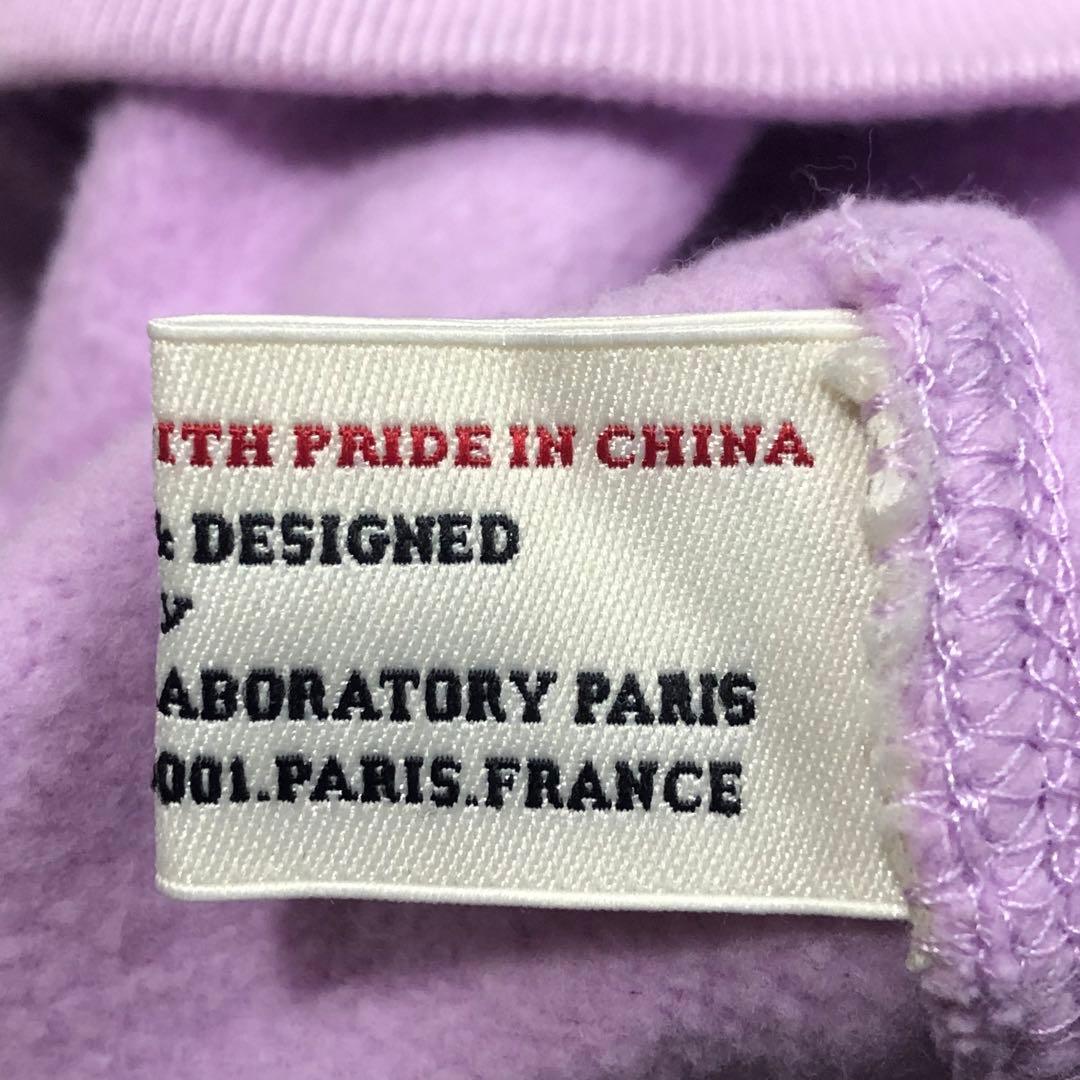 ITH PRIDE IN CHINA
& DESIGNED
Y
ABORATORY PARIS
001.PARIS.FRANCE